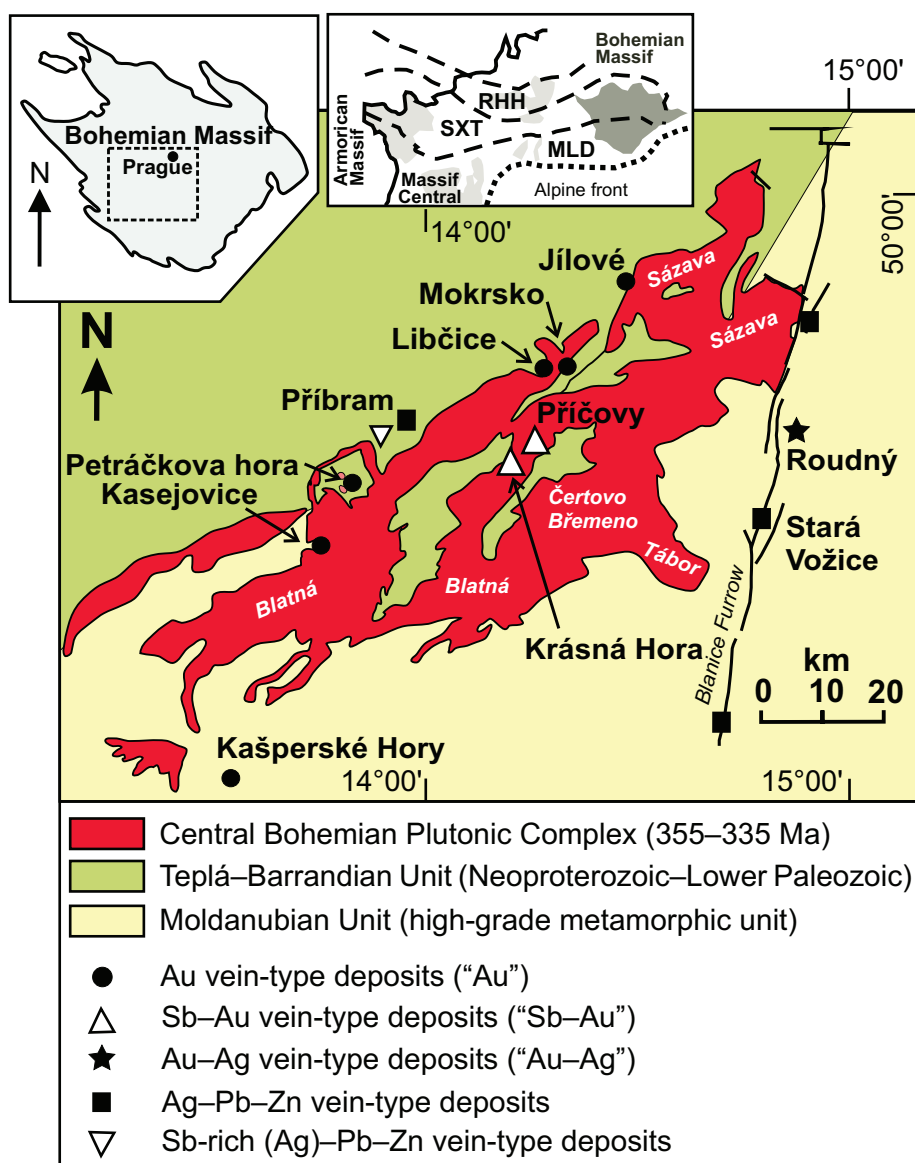 Bohemian Massif
Prague
N
Bohemian
Massif
RHH
SXT
MLD
Armorican
Massif
Massif
Central
Alpine front
15°00'
14°00'
50°00'
N
Jílové
Sázava
Mokrsko
Sázava
Libčice
Příbram
Příčovy
Petráčkova hora
Kasejovice
Roudný
Čertovo
Břemeno
Stará
Vožice
Tábor
Blatná
Blatná
Krásná Hora
Blanice Furrow
km
0 10 20
Kašperské Hory
14°00'
15°00'
Central Bohemian Plutonic Complex (355–335 Ma)
Teplá–Barrandian Unit (Neoproterozoic–Lower Paleozoic)
Moldanubian Unit (high-grade metamorphic unit)
Au vein-type deposits (“Au”)
Sb–Au vein-type deposits (“Sb–Au”)
Au–Ag vein-type deposits (“Au–Ag”)
Ag–Pb–Zn vein-type deposits
Sb-rich (Ag)–Pb–Zn vein-type deposits